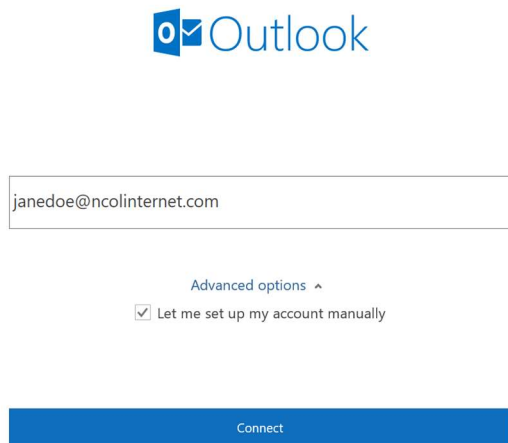 Outlook
janedoe@ncolinternet.com
Advanced options
Let me set up my account manually
Connect